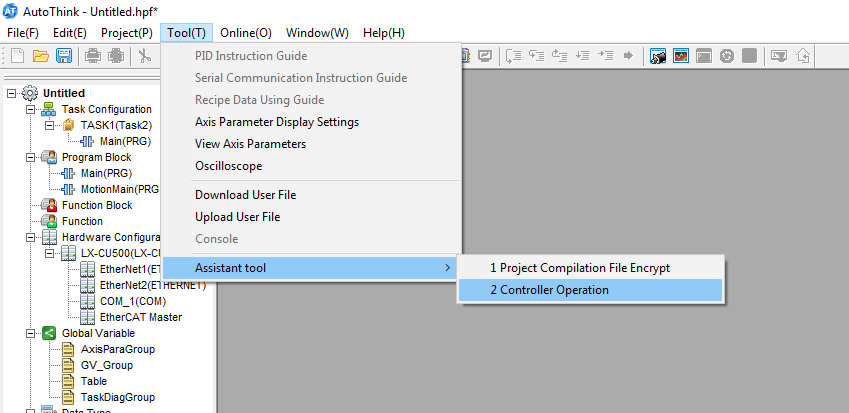 AutoThink - Untitled.hpf*
File(F) Edit(E) Project(P) Tool(T) Online(O) Window(W) Help(H)
PID Instruction Guide
Serial Communication Instruction Guide
Recipe Data Using Guide
Axis Parameter Display Settings
View Axis Parameters
Oscilloscope
Download User File
Upload User File
Console
Assistant tool
1 Project Compilation File Encrypt
2 Controller Operation
Untitled
Task Configuration
TASK1(Task2)
Main(PRG)
Program Block
Main(PRG)
MotionMain(PRG
Function Block
Function
Hardware Configura
LX-CU500(LX-CU
EtherNet1(ET
EtherNet2(ETHERNET)
COM_1(COM)
EtherCAT Master
Global Variable
AxisParaGroup
GV_Group
Table
TaskDiagGroup
Data Type